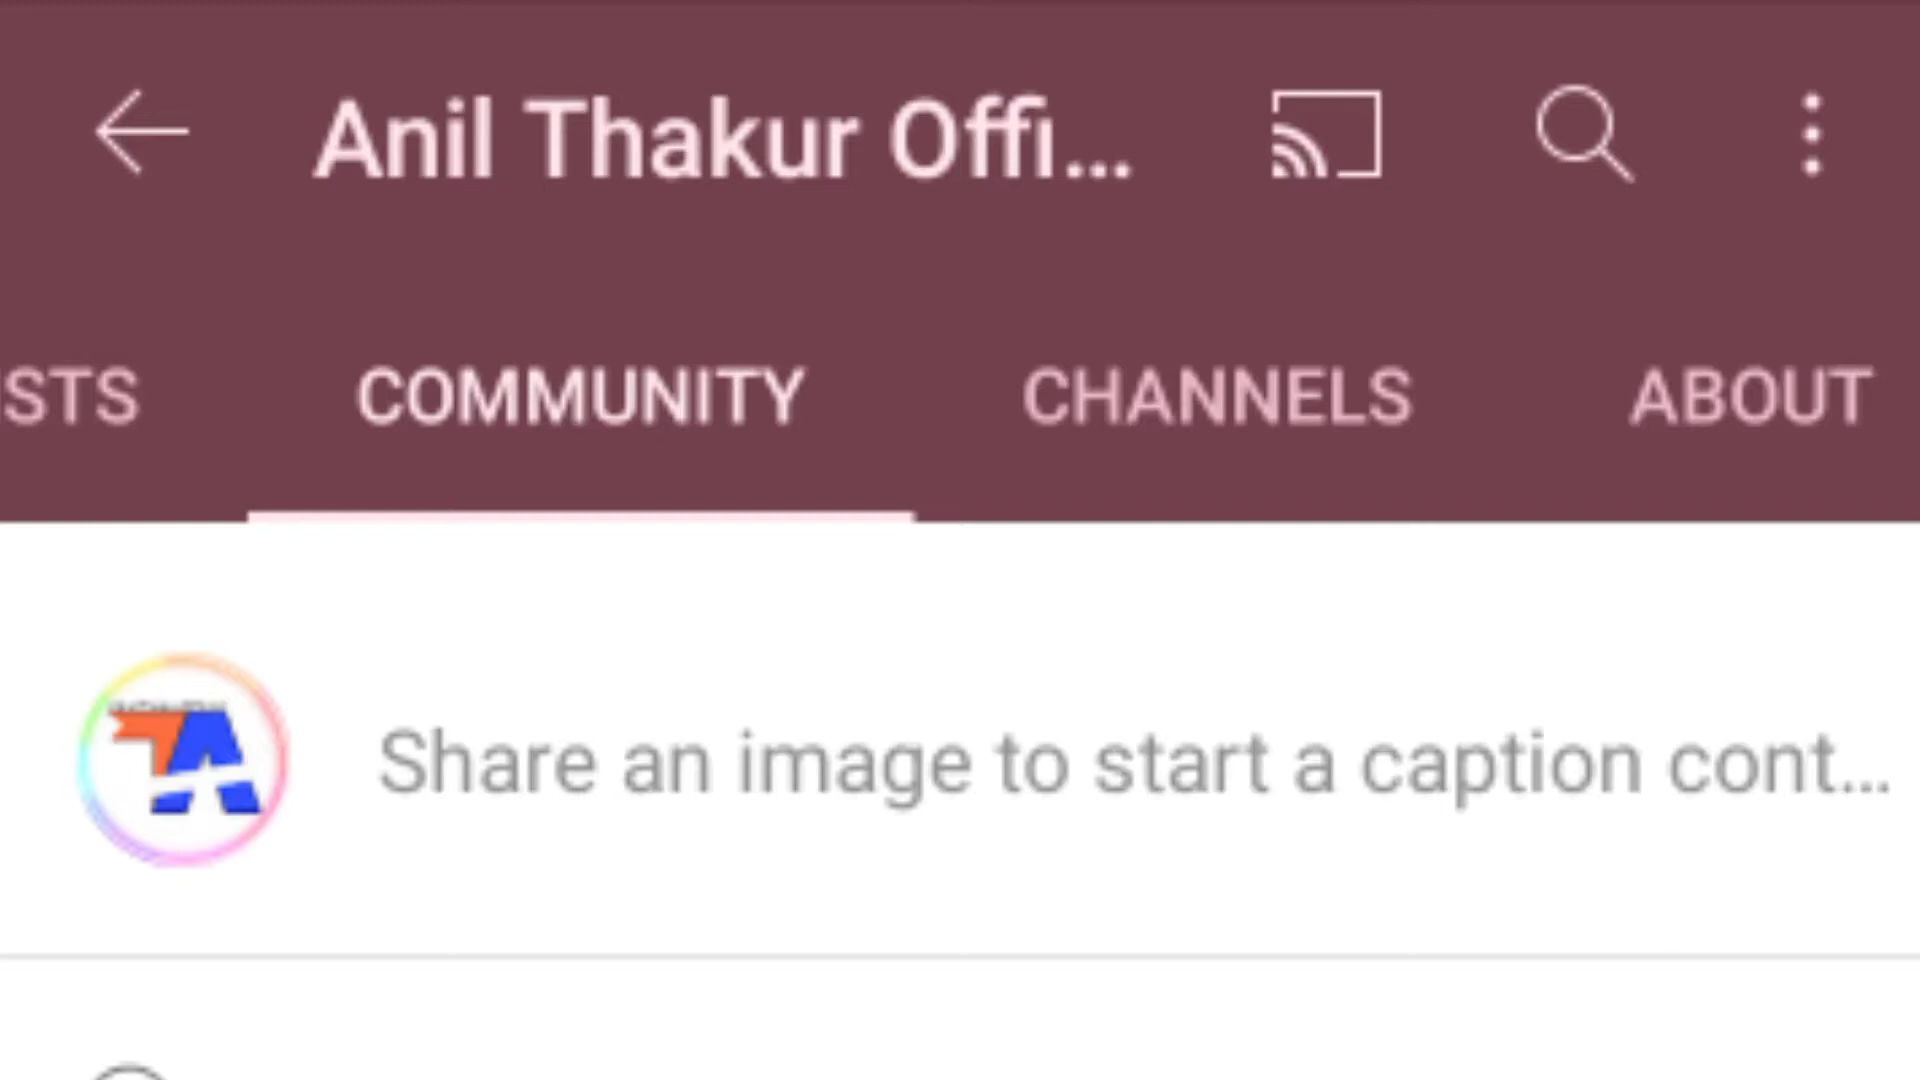 Anil Thakur Offi...
STS COMMUNITY CHANNELS ABOUT
Share an image to start a caption cont...